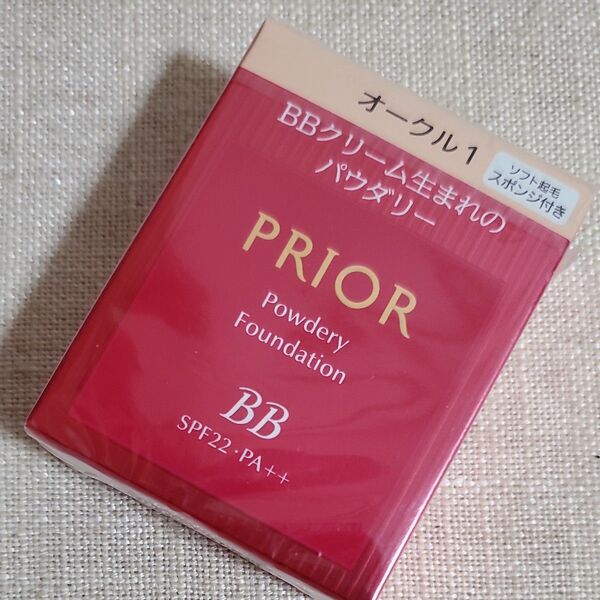 オークル1
ソフト起毛
スポンジ付き
BBクリーム生まれの
パウダリー
PRIOR
Powdery
Foundation
BB
SPF22・PA++